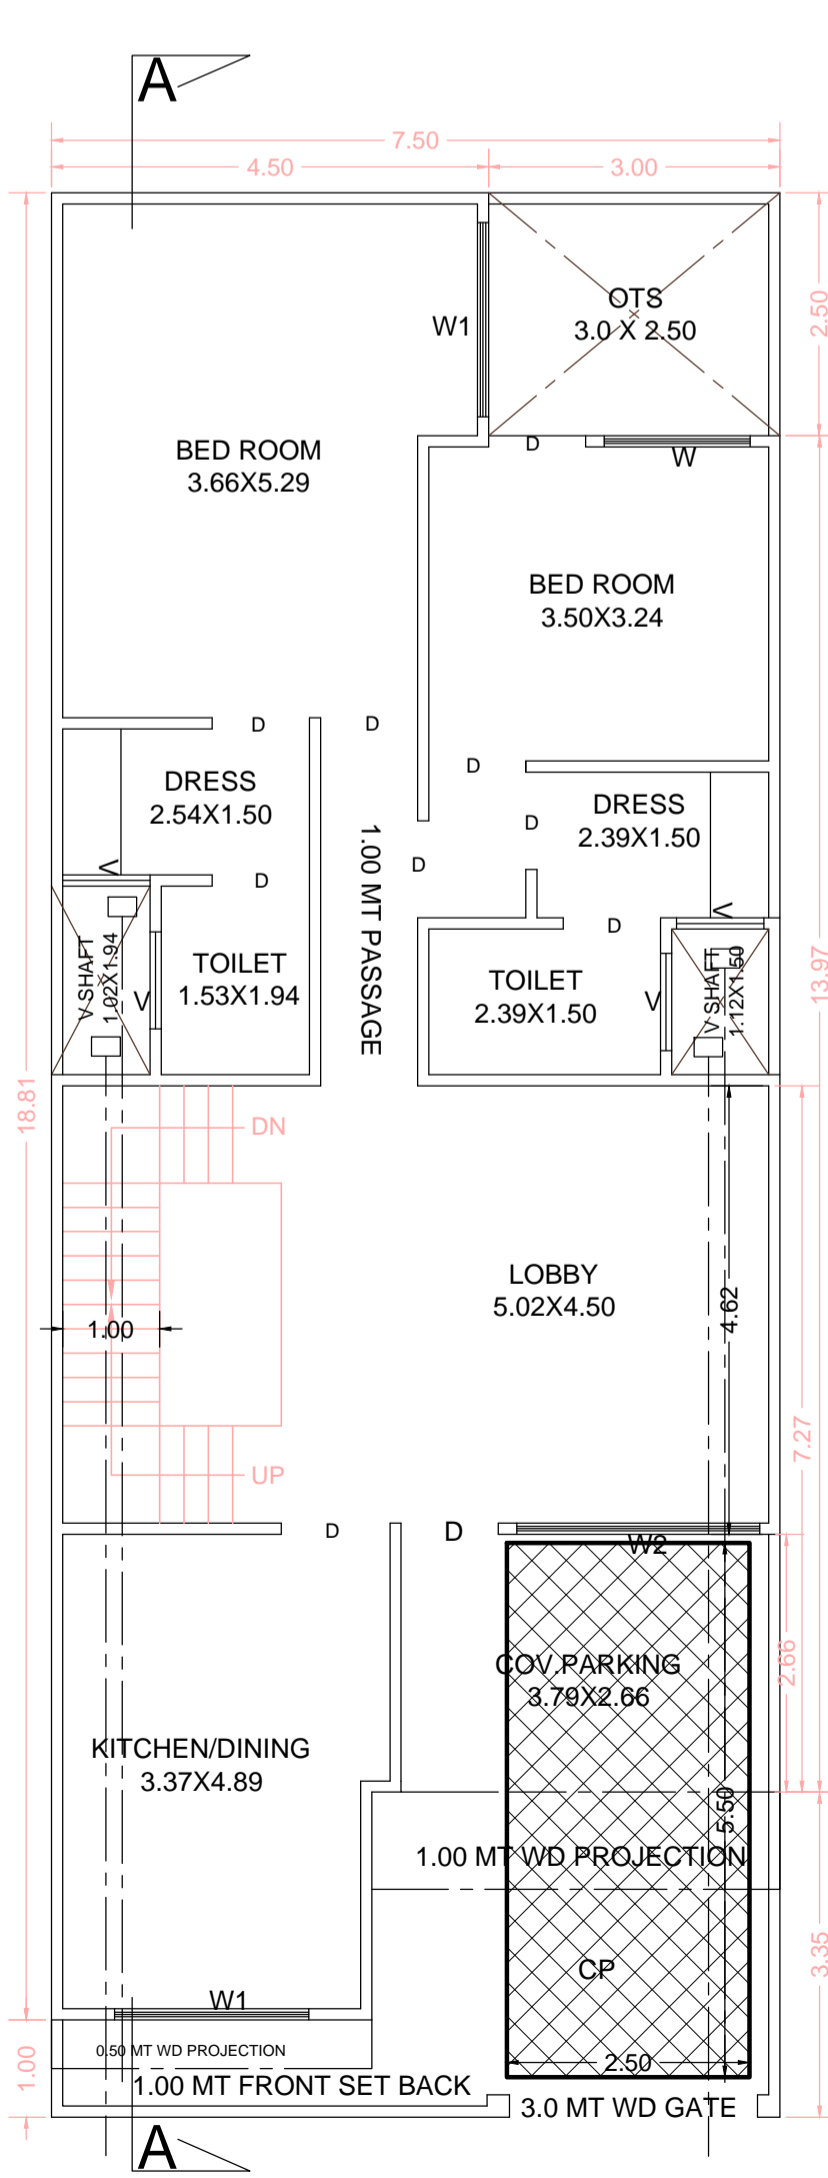 A
7.50
4.50
3.00
OTS
3.0 X 2.50
2.50
W1
D
W
BED ROOM
3.66X5.29
BED ROOM
3.50X3.24
D
D
D
DRESS
2.54X1.50
DRESS
2.39X1.50
D
D
V
D
V
D
1.00 MT PASSAGE
V SHAFT
1.02X1.94
V
TOILET
1.53X1.94
TOILET
2.39X1.50
V
V SHAFT
1.12X1.50
13.97
18.81
DN
LOBBY
5.02X4.50
4.62
1.00
7.27
UP
D
D
W2
COV.PARKING
3.79X2.66
2.66
KITCHEN/DINING
3.37X4.89
5.50
1.00 MT WD PROJECTION
3.35
CP
W1
0.50 MT WD PROJECTION
2.50
1.00
1.00 MT FRONT SET BACK
3.0 MT WD GATE
A